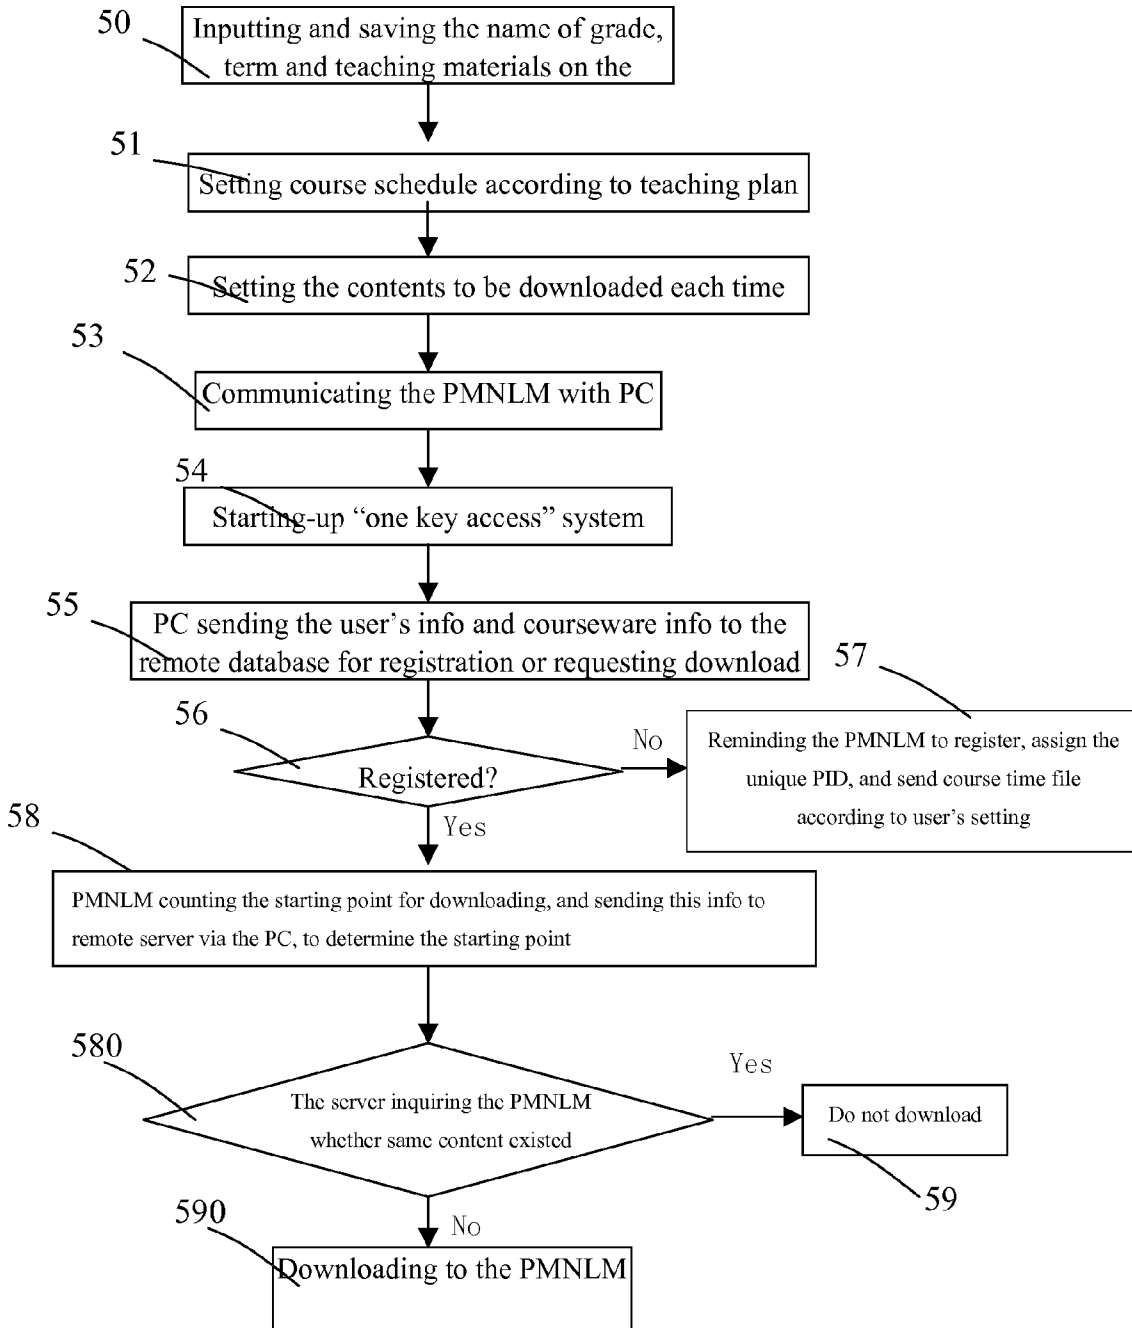 50
Inputting and saving the name of grade,
term and teaching materials on the
51
Setting course schedule according to teaching plan
52
Setting the contents to be downloaded each time
53
Communicating the PMNLM with PC
54
Starting-up “one key access” system
55
PC sending the user’s info and courseware info to the
remote database for registration or requesting download
56
Registered?
No
57
Reminding the PMNLM to register, assign the
unique PID, and send course time file
according to user’s setting
Yes
58
PMNLM counting the starting point for downloading, and sending this info to
remote server via the PC, to determine the starting point
580
The server inquiring the PMNLM
whether same content existed
Yes
Do not download
59
No
590
Downloading to the PMNLM